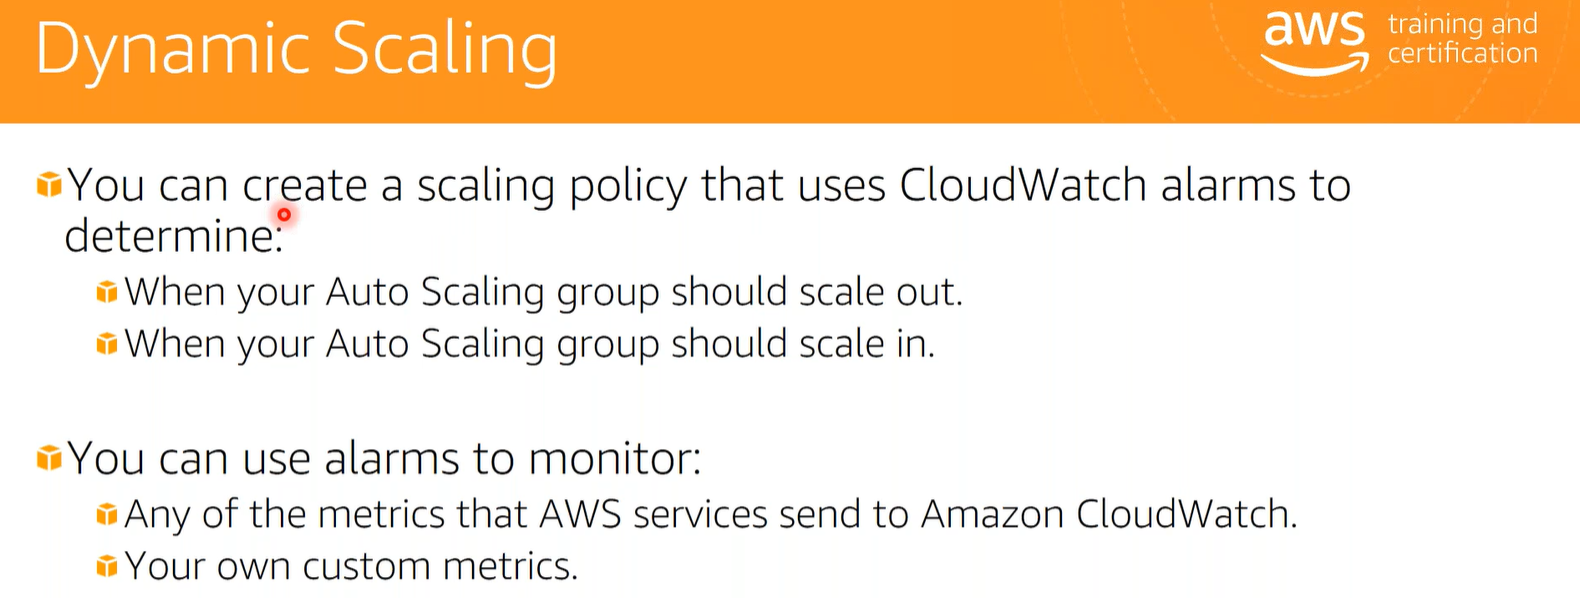 Dynamic Scaling
aws training and
certification
You can create a scaling policy that uses CloudWatch alarms to
determine:
When your Auto Scaling group should scale out.
When your Auto Scaling group should scale in.
You can use alarms to monitor:
Any of the metrics that AWS services send to Amazon CloudWatch.
Your own custom metrics.